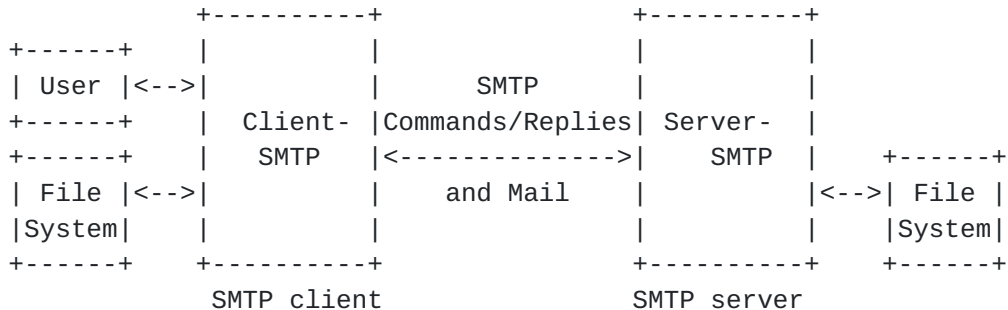 +----------+                +----------+
    +------+    |          |                |          |
    | User |<-->|          |      SMTP      |          |
    +------+    |  Client- |Commands/Replies| Server-  |
    +------+    |   SMTP   |<-------------->|    SMTP  |    +------+
    | File |<-->|          |    and Mail    |          |<-->| File |
    |System|    |          |                |          |    |System|
    +------+    +----------+                +----------+    +------+
                 SMTP client                SMTP server